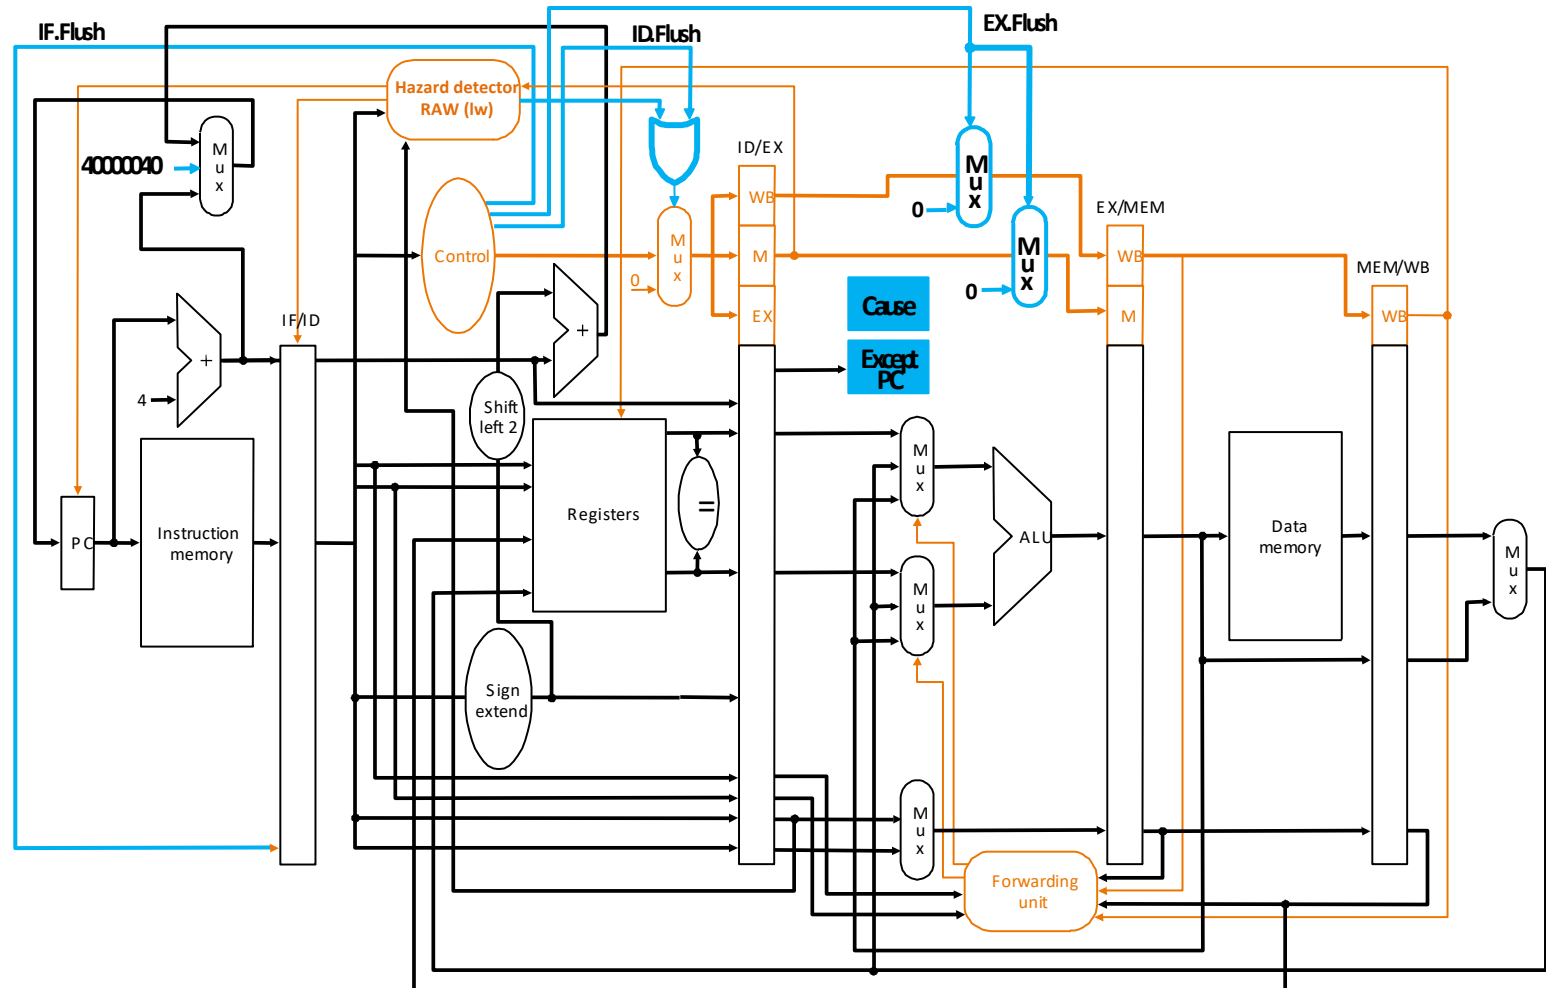 IF.Flush
ID.Flush
EX.Flush
Hazard detector
RAW (lw)
M
u
x
40000040
ID/EX
M
u
x
0
WB
EX/MEM
Control
M
u
x
0
M
M
u
x
0
WB
MEM/WB
IF/ID
+
+
EX
Cause
M
WB
4
Except
PC
Shift
left 2
M
u
x
PC
Instruction
memory
Registers
=
ALU
Data
memory
M
u
x
M
u
x
Sign
extend
M
u
x
Forwarding
unit